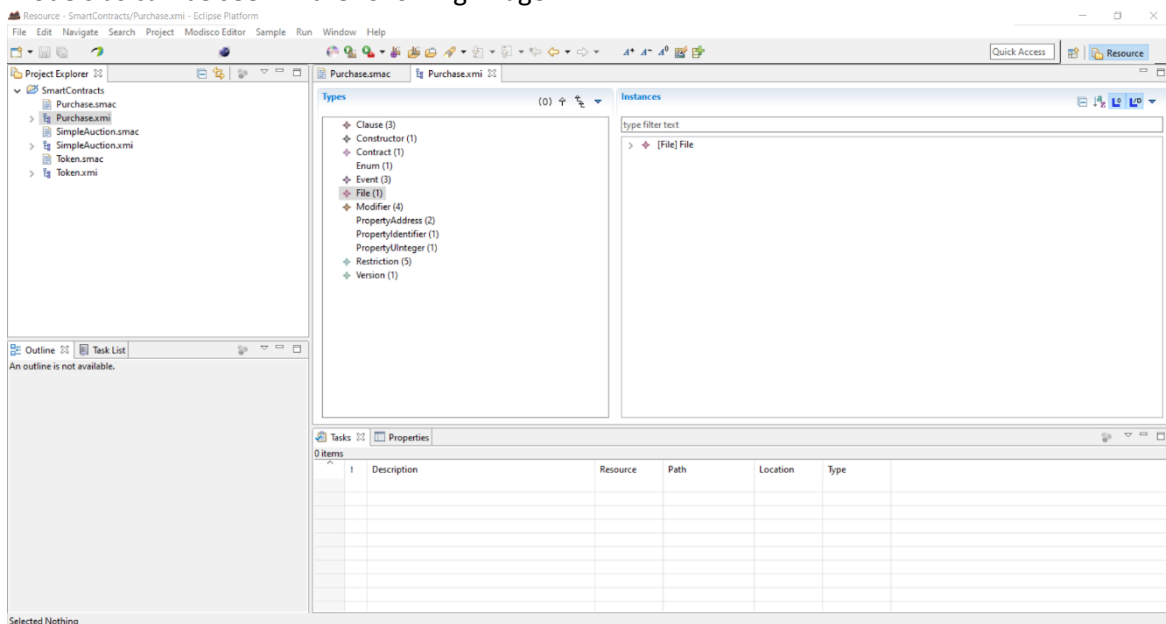 Resource - SmartContracts/Purchase.xmi - Eclipse Platform
File Edit Navigate Search Project Modisco Editor Sample Run Window Help
Quick Access
Resource
Project Explorer
SmartContracts
Purchase.smac
Purchase.xmi
SimpleAuction.smac
SimpleAuction.xmi
Token.smac
Token.xmi
Outline Task List
An outline is not available.
Purchase.smac Purchase.xmi
Types
(0)
Clause (3)
Constructor (1)
Contract (1)
Enum (1)
Event (3)
File (1)
Modifier (4)
PropertyAddress (2)
PropertyIdentifier (1)
PropertyUInteger (1)
Restriction (5)
Version (1)
Instances
type filter text
[File] File
Tasks Properties
0 items
! Description Resource Path Location Type
Selected Nothing